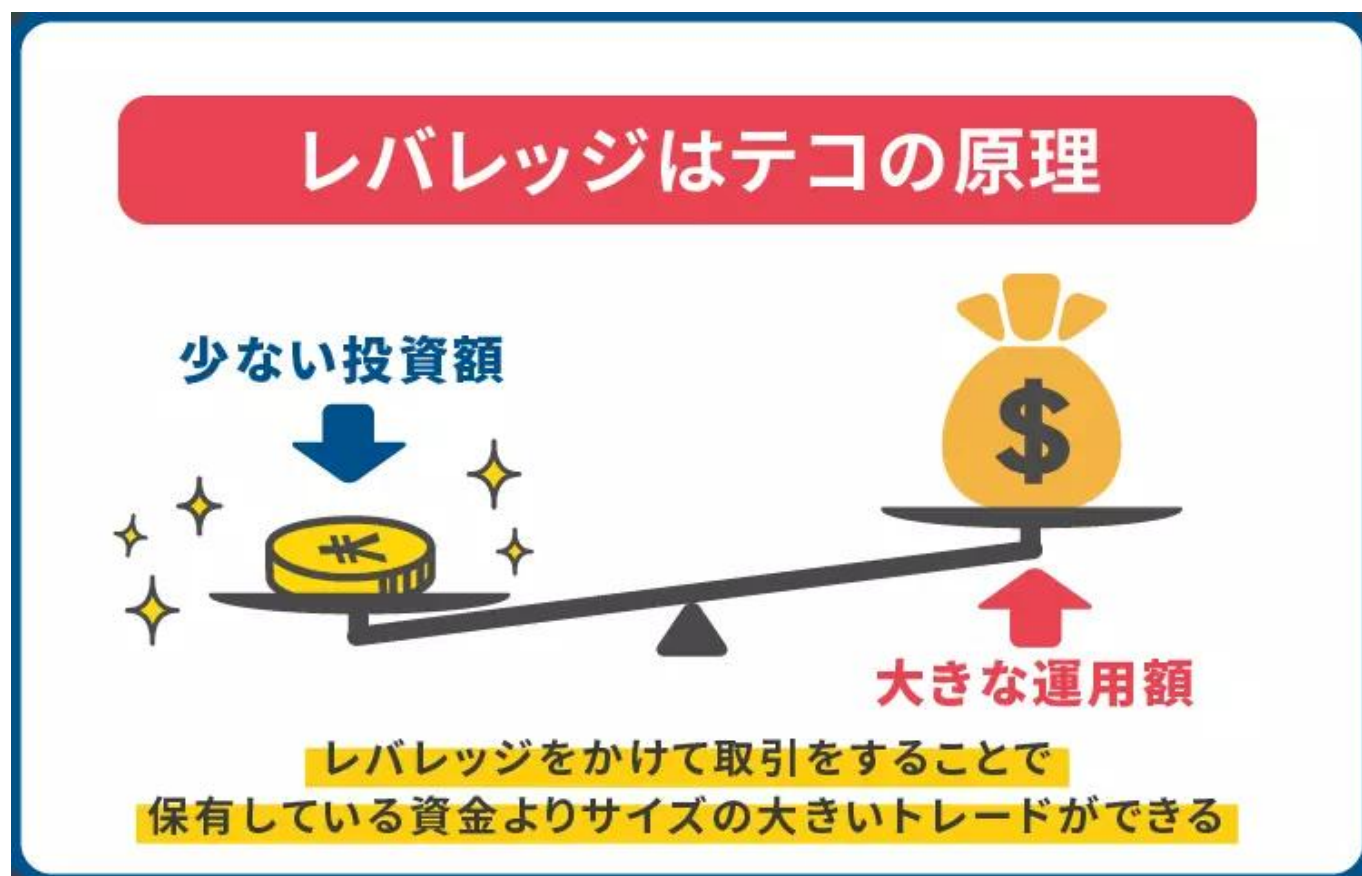 レバレッジはテコの原理
少ない投資額
¥
$
大きな運用額
レバレッジをかけて取引をすることで
保有している資金よりサイズの大きいトレードができる